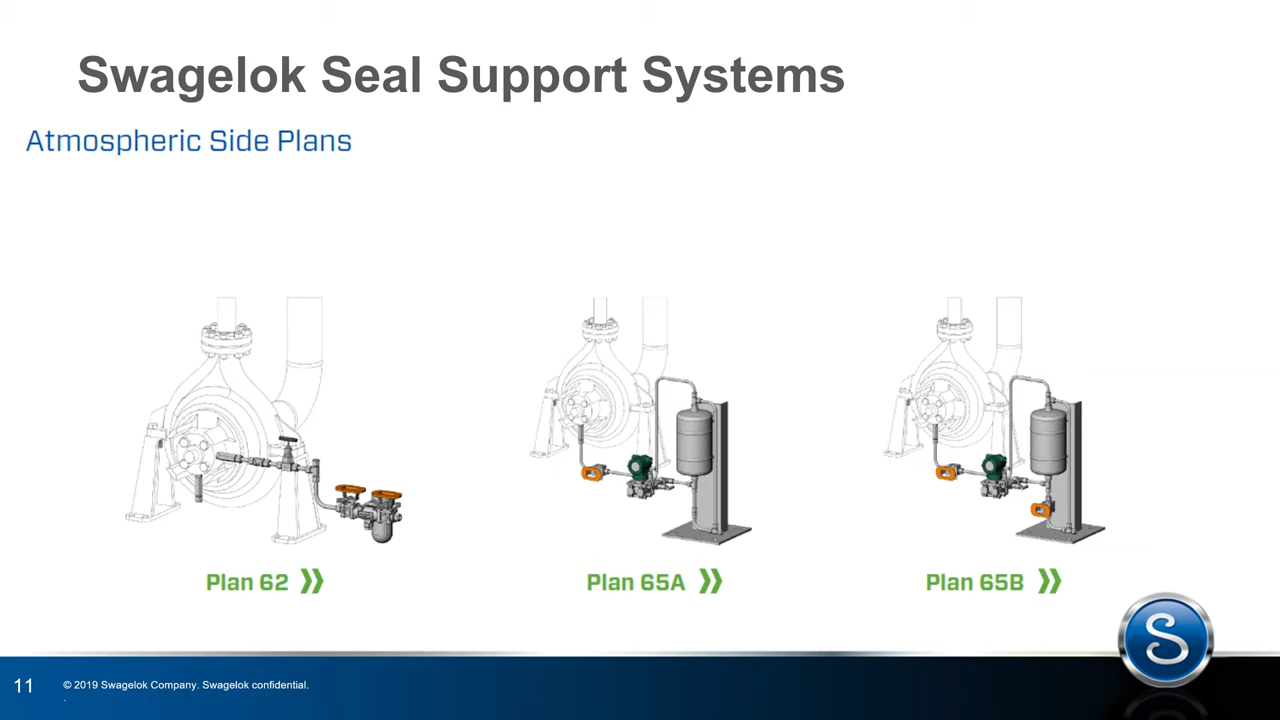 Swagelok Seal Support Systems
Atmospheric Side Plans
Plan 62
Plan 65A
Plan 65B
S
11
© 2019 Swagelok Company. Swagelok confidential.
.